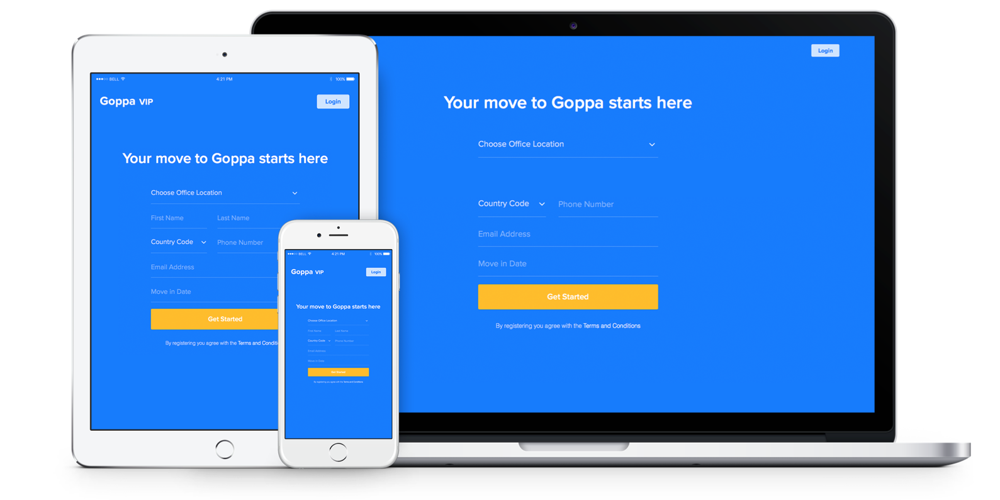 BELL 4:21 PM 100%
Goppa VIP Login
Your move to Goppa starts here
Choose Office Location
First Name Last Name
Country Code Phone Number
Email Address
Move in Date
Get Started
By registering you agree with the Terms and Conditi
BELL 4:21 PM 100%
Goppa VIP Login
Your move to Goppa starts here
Choose Office Location
First Name Last Name
Country Code Phone Number
Email Address
Move in Date
Get Started
By registering you agree with the Terms and Conditions
Login
Your move to Goppa starts here
Choose Office Location
Country Code Phone Number
Email Address
Move in Date
Get Started
By registering you agree with the Terms and Conditions